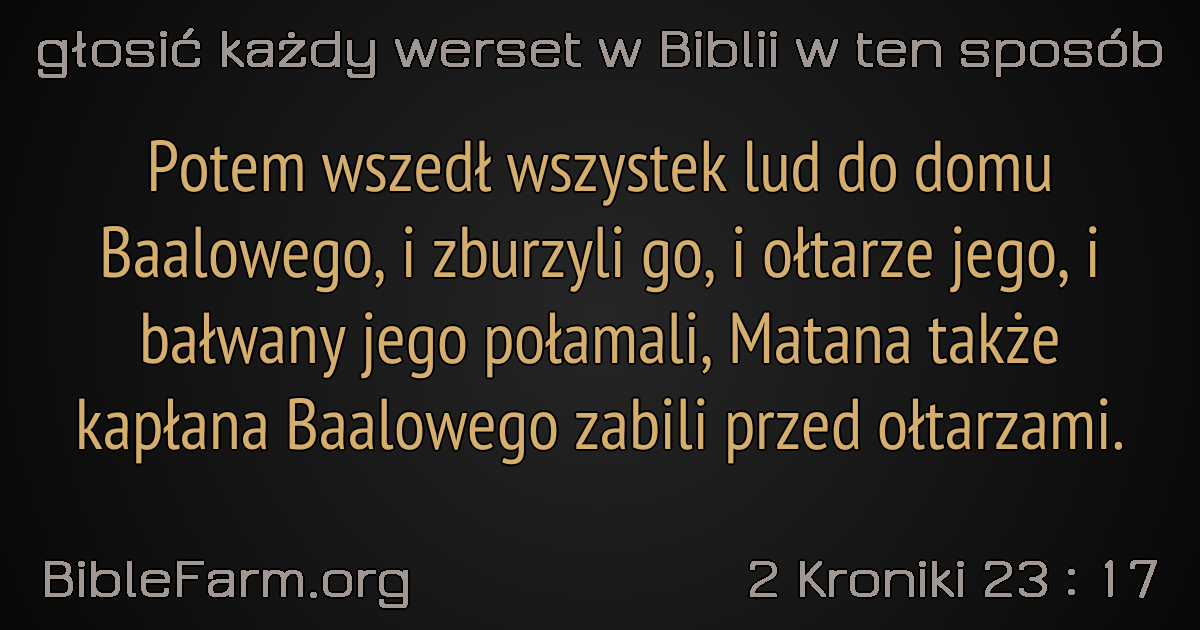 głosić każdy werset w Biblii w ten sposób
Potem wszedł wszystek lud do domu
Baalowego, i zburzyli go, i ołtarze jego, i
bałwany jego połamali, Matana także
kapłana Baalowego zabili przed ołtarzami.
BibleFarm.org
2 Kroniki 23 : 17